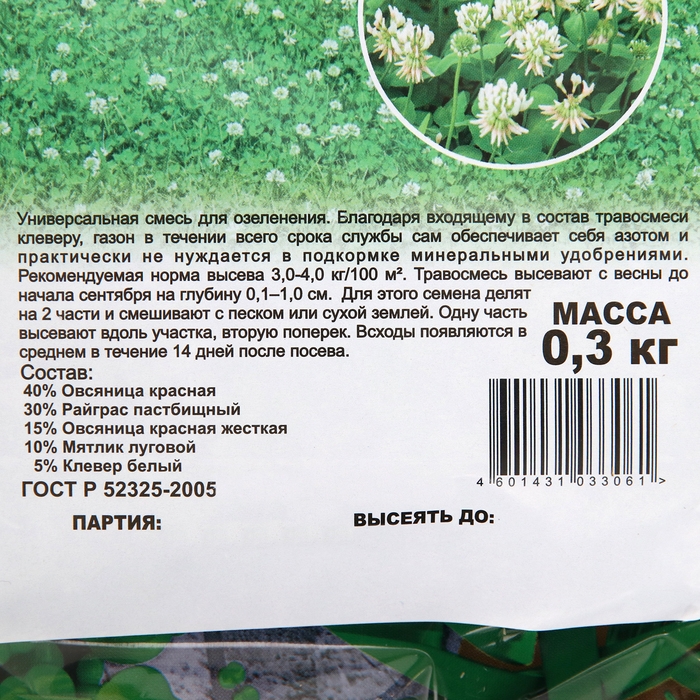 Универсальная смесь для озеленения. Благодаря входящему в состав травосмеси
клеверу, газон в течении всего срока службы сам обеспечивает себя азотом и
практически не нуждается в подкормке минеральными удобрениями.
Рекомендуемая норма высева 3,0-4,0 кг/100 м². Травосмесь высевают с весны до
начала сентября на глубину 0,1–1,0 см. Для этого семена делят
на 2 части и смешивают с песком или сухой землей. Одну часть
высевают вдоль участка, вторую поперек. Всходы появляются в
среднем в течение 14 дней после посева.
МАССА
0,3 кг
Состав:
40% Овсяница красная
30% Райграс пастбищный
15% Овсяница красная жесткая
10% Мятлик луговой
5% Клевер белый
ГОСТ Р 52325-2005
4 601431 033061 >
ПАРТИЯ:
ВЫСЕЯТЬ ДО: